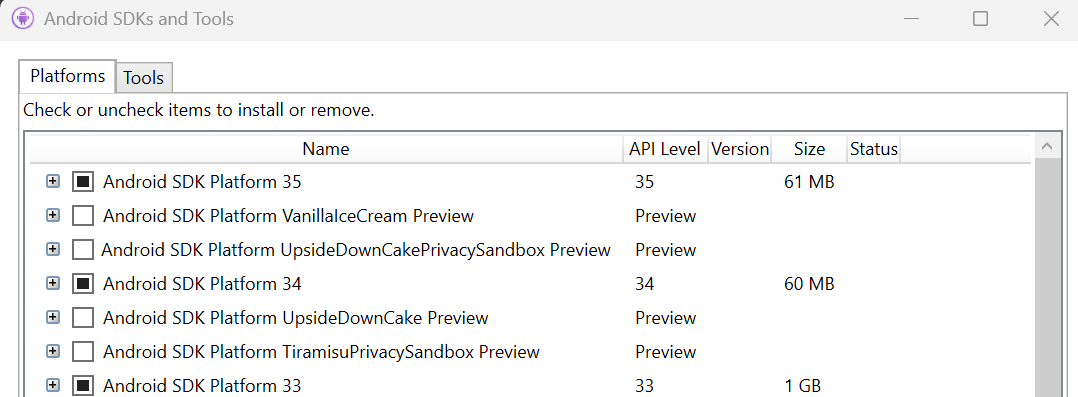 Android SDKs and Tools
Platforms Tools
Check or uncheck items to install or remove.
Name API Level Version Size Status
Android SDK Platform 35 35 61 MB
Android SDK Platform VanillaIceCream Preview Preview
Android SDK Platform UpsideDownCakePrivacySandbox Preview Preview
Android SDK Platform 34 34 60 MB
Android SDK Platform UpsideDownCake Preview Preview
Android SDK Platform TiramisuPrivacySandbox Preview Preview
Android SDK Platform 33 33 1 GB